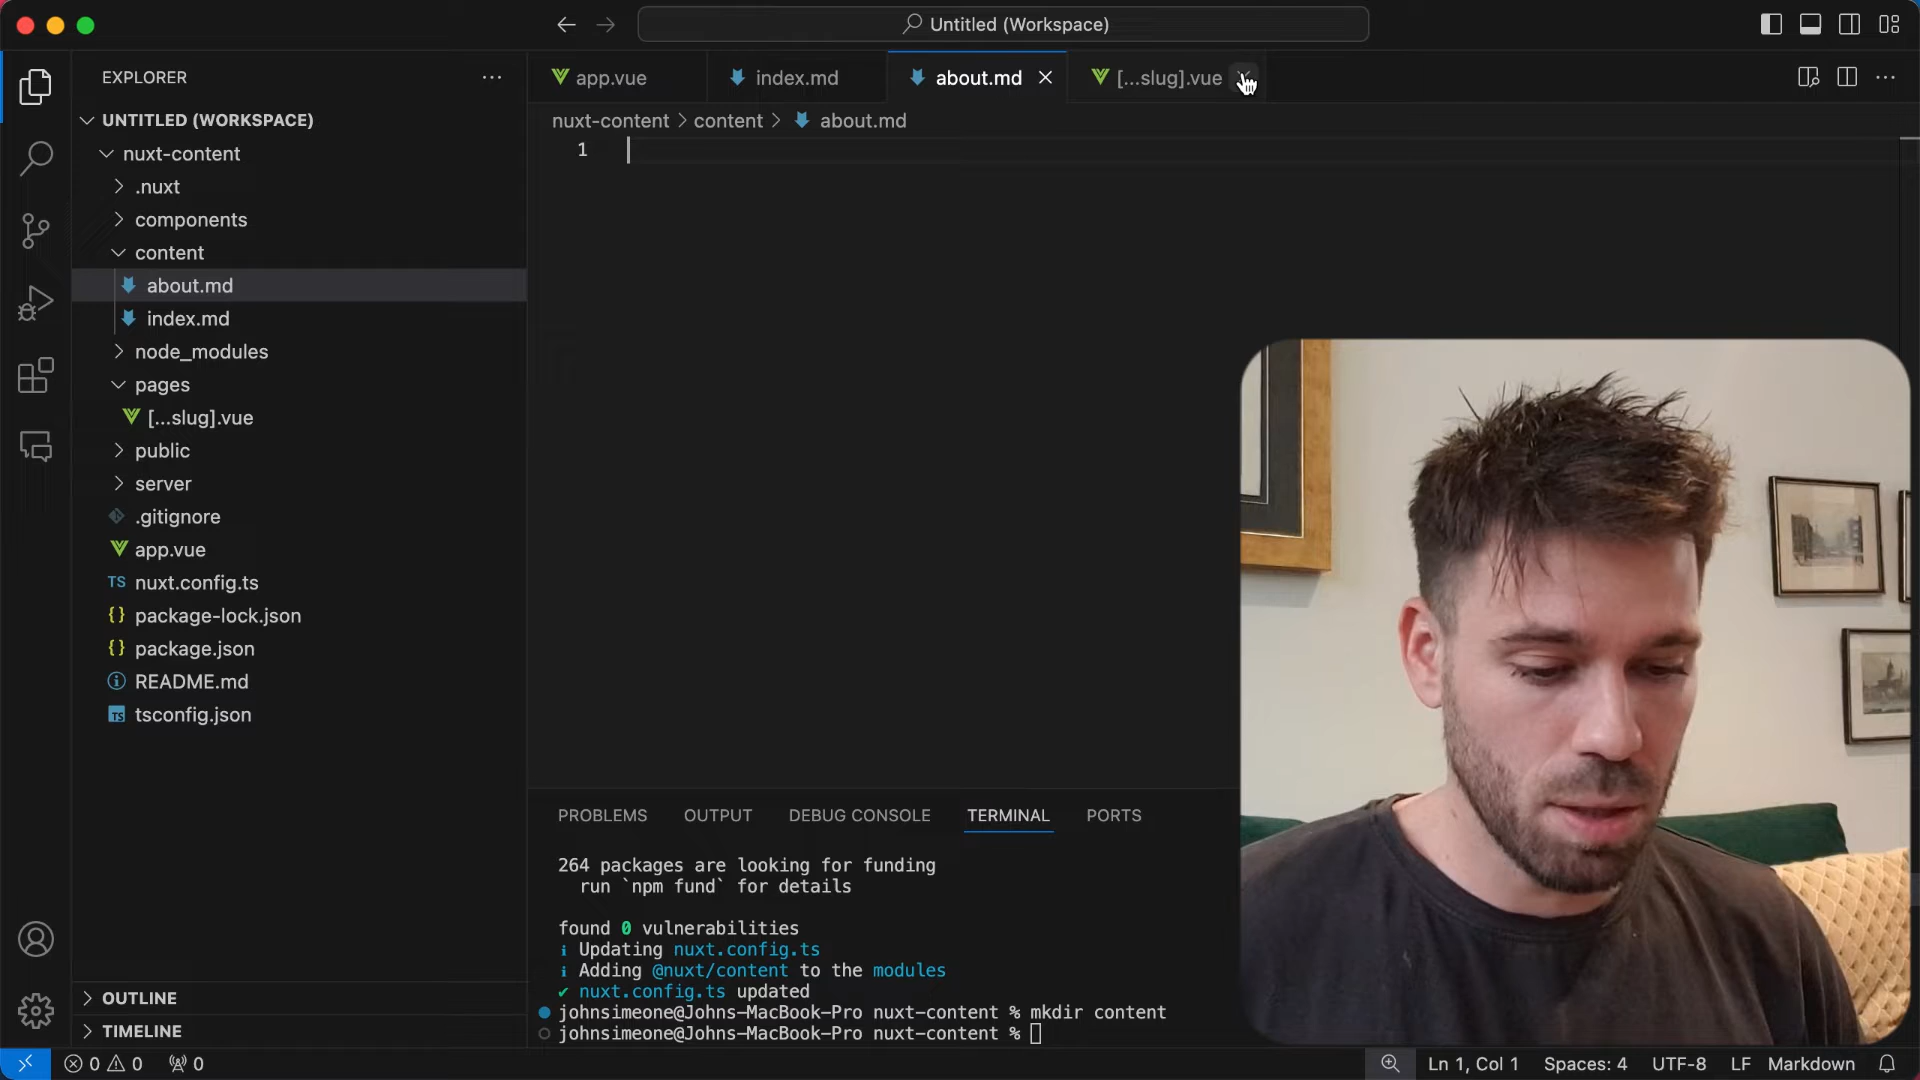 Untitled (Workspace)
EXPLORER
UNTITLED (WORKSPACE)
nuxt-content
.nuxt
components
content
about.md
index.md
node_modules
pages
[...slug].vue
public
server
.gitignore
app.vue
TS nuxt.config.ts
{} package-lock.json
{} package.json
README.md
TS tsconfig.json
OUTLINE
TIMELINE
app.vue
index.md
about.md
[...slug].vue
nuxt-content > content > about.md
1
PROBLEMS
OUTPUT
DEBUG CONSOLE
TERMINAL
PORTS
264 packages are looking for funding
run `npm fund` for details
found 0 vulnerabilities
i Updating nuxt.config.ts
i Adding @nuxt/content to the modules
✔ nuxt.config.ts updated
johnsimeone@Johns-MacBook-Pro nuxt-content % mkdir content
johnsimeone@Johns-MacBook-Pro nuxt-content %
0 0 0
Ln 1, Col 1
Spaces: 4
UTF-8
LF
Markdown